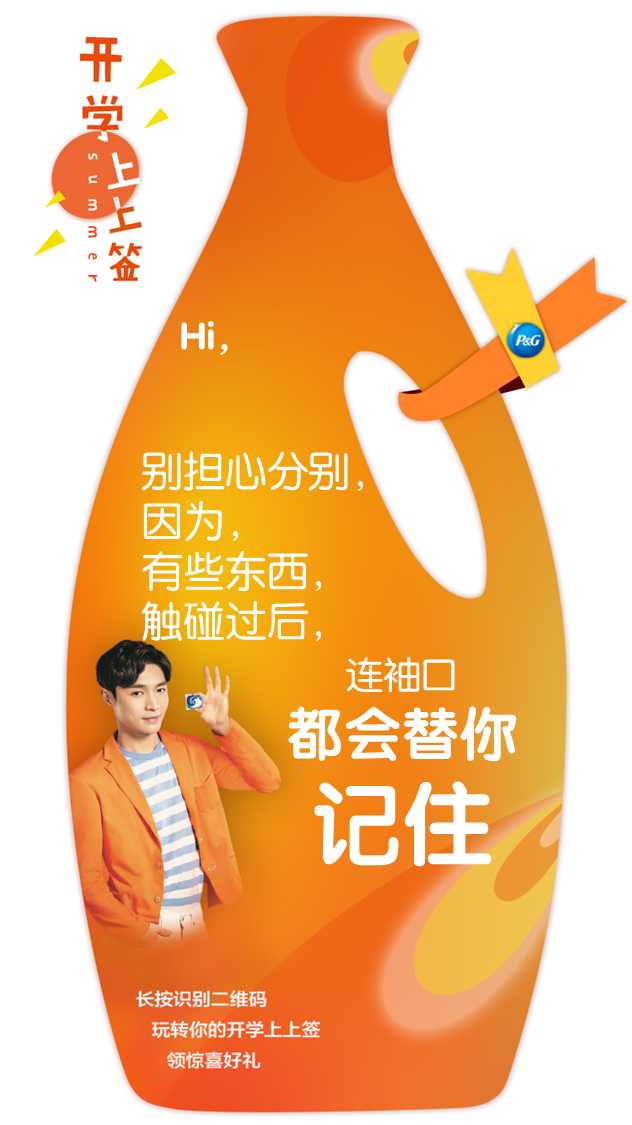 开学
上上签
summer
P&G
Hi,
别担心分别,
因为,
有些东西,
触碰过后,
连袖口
都会替你
记住
长按识别二维码
玩转你的开学上上签
领惊喜好礼